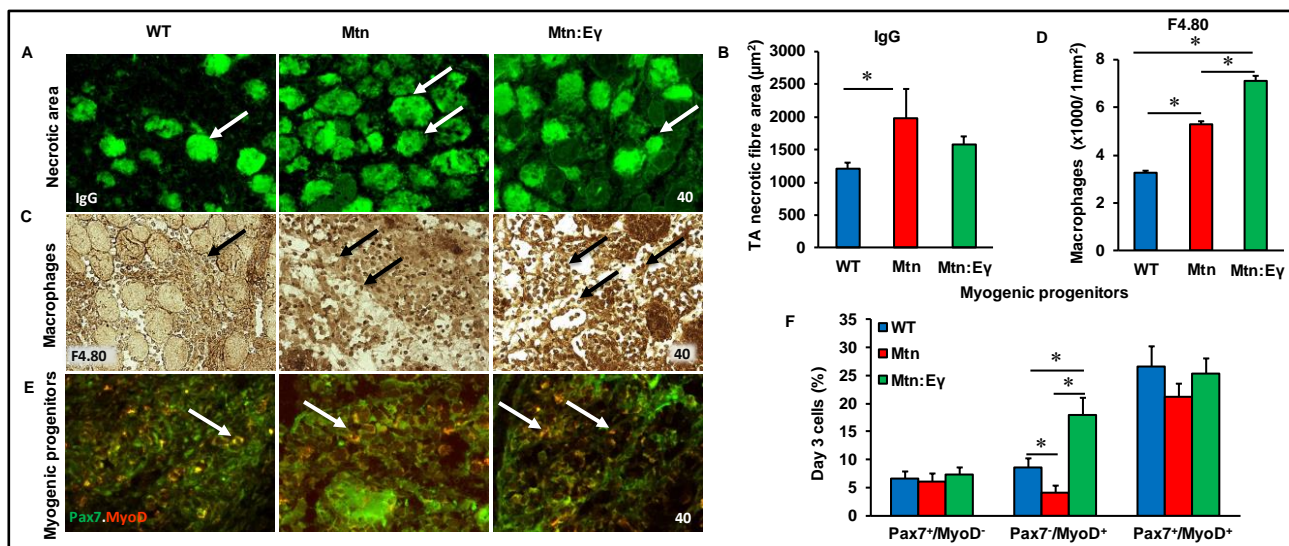 WT
Mtn
Mtn:Eγ
A
Necrotic area
IgG
40
C
Macrophages
F4.80
40
E
Myogenic progenitors
Pax7.MyoD
40
B
IgG
TA necrotic fibre area (µm²)
3000
2500
2000
1500
1000
500
0
*
WT
Mtn
Mtn:Eγ
D
F4.80
Macrophages (x1000/ 1mm²)
8
6
4
2
0
*
*
*
WT
Mtn
Mtn:Eγ
Myogenic progenitors
F
Day 3 cells (%)
35
30
25
20
15
10
5
0
WT
Mtn
Mtn:Eγ
*
*
*
Pax7⁺/MyoD⁻
Pax7⁻/MyoD⁺
Pax7⁺/MyoD⁺